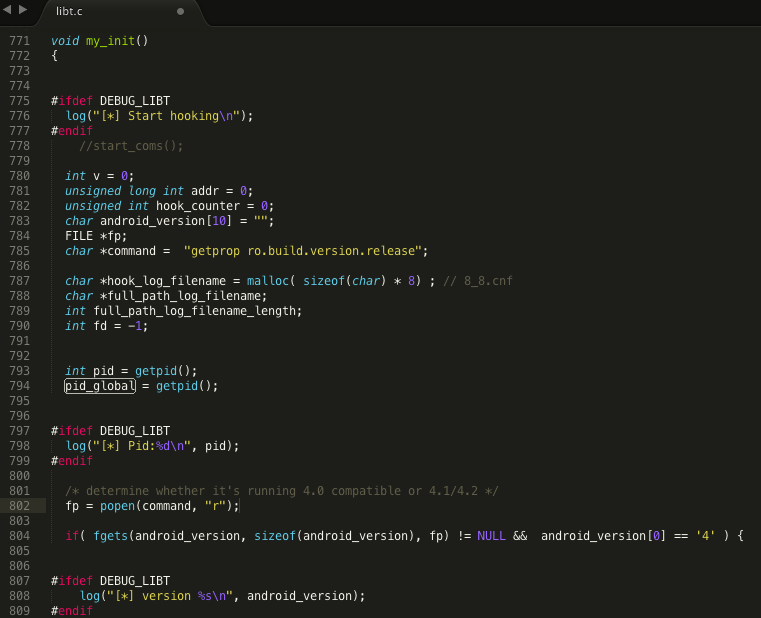 libt.c
771 void my_init()
772 {
773
774
775 #ifdef DEBUG_LIBT
776   log("[*] Start hooking\n");
777 #endif
778     //start_coms();
779
780   int v = 0;
781   unsigned long int addr = 0;
782   unsigned int hook_counter = 0;
783   char android_version[10] = "";
784   FILE *fp;
785   char *command =  "getprop ro.build.version.release";
786
787   char *hook_log_filename = malloc( sizeof(char) * 8) ; // 8_8.cnf
788   char *full_path_log_filename;
789   int full_path_log_filename_length;
790   int fd = -1;
791
792
793   int pid = getpid();
794   pid_global = getpid();
795
796
797 #ifdef DEBUG_LIBT
798   log("[*] Pid:%d\n", pid);
799 #endif
800
801   /* determine whether it's running 4.0 compatible or 4.1/4.2 */
802   fp = popen(command, "r");
803
804   if( fgets(android_version, sizeof(android_version), fp) != NULL &&  android_version[0] == '4' ) {
805
806
807 #ifdef DEBUG_LIBT
808     log("[*] version %s\n", android_version);
809 #endif